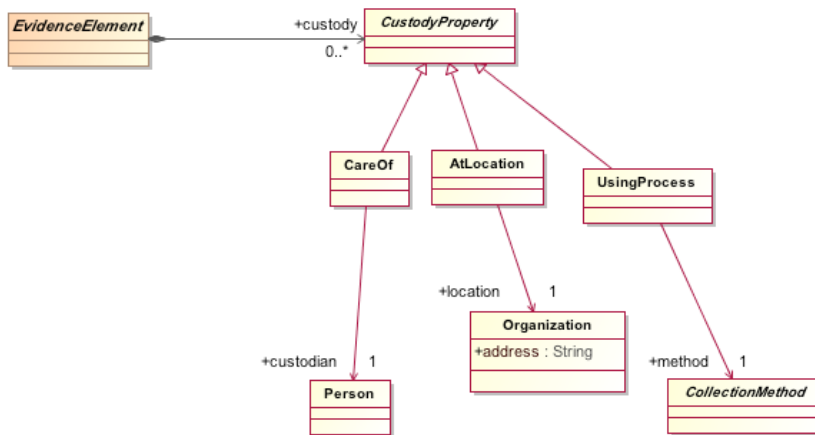 EvidenceElement
+custody
0..*
CustodyProperty
CareOf
AtLocation
UsingProcess
+location
1
Organization
+address : String
+custodian
1
Person
+method
1
CollectionMethod